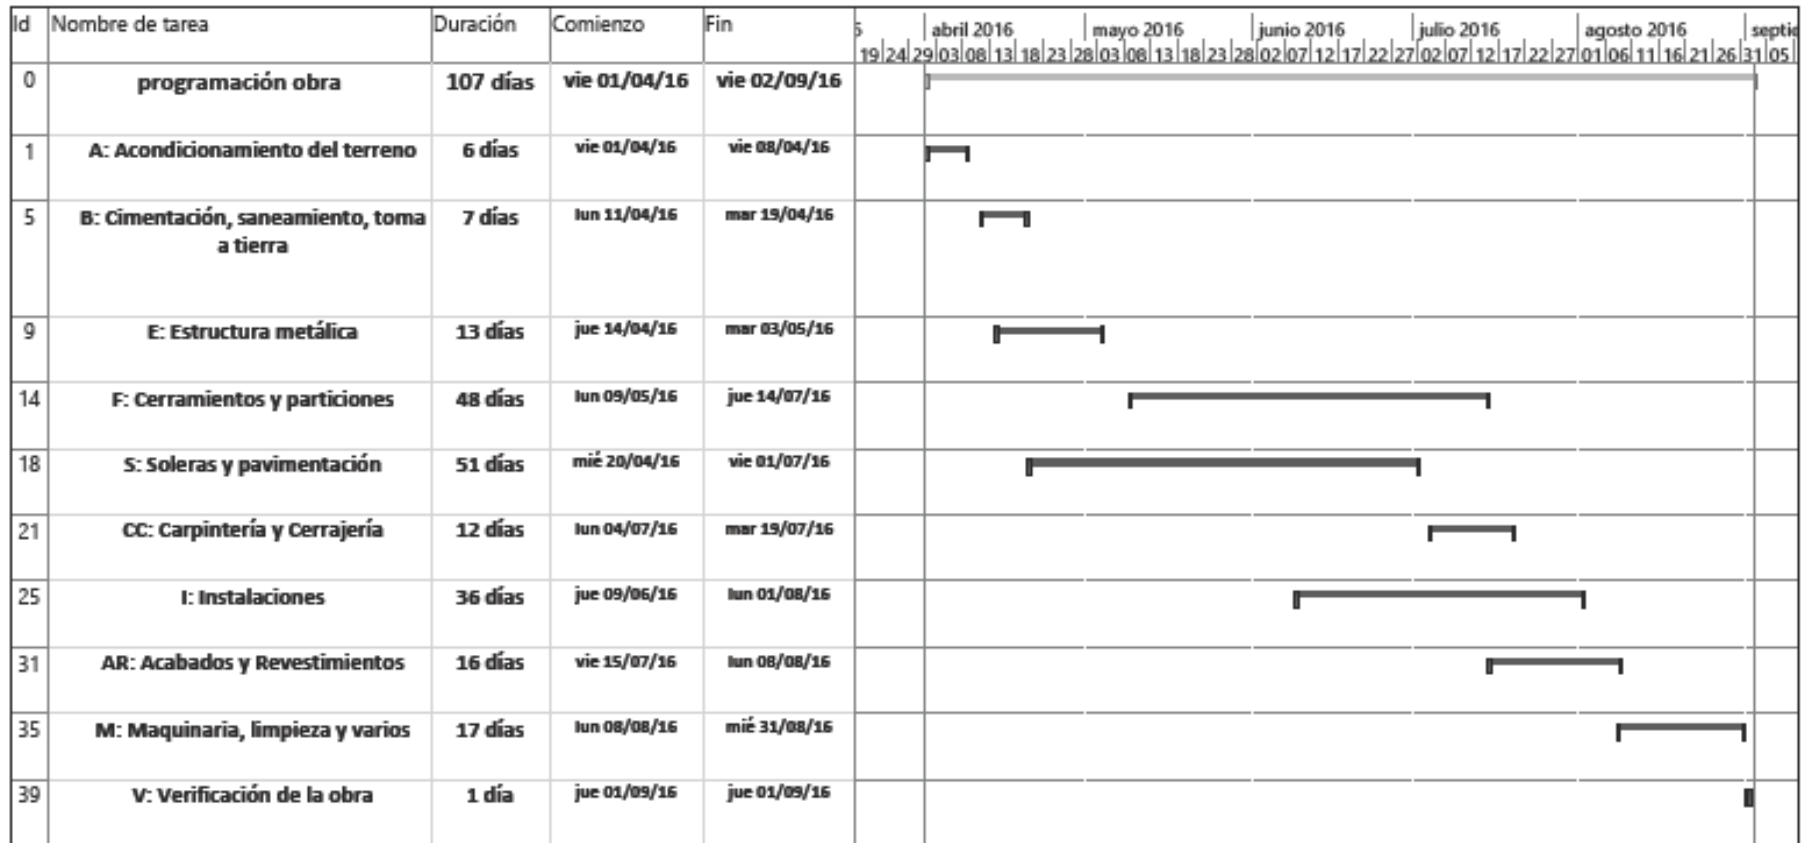 Id Nombre de tarea Duración Comienzo Fin 6 abril 2016 mayo 2016 junio 2016 julio 2016 agosto 2016 septie
19 24 29 03 08 13 18 23 28 03 08 13 18 23 28 02 07 12 17 22 27 02 07 12 17 22 27 01 06 11 16 21 26 31 05
0 programación obra 107 días vie 01/04/16 vie 02/09/16
1 A: Acondicionamiento del terreno 6 días vie 01/04/16 vie 08/04/16
5 B: Cimentación, saneamiento, toma 7 días lun 11/04/16 mar 19/04/16
a tierra
9 E: Estructura metálica 13 días jue 14/04/16 mar 03/05/16
14 F: Cerramientos y particiones 48 días lun 09/05/16 jue 14/07/16
18 S: Soleras y pavimentación 51 días mié 20/04/16 vie 01/07/16
21 CC: Carpintería y Cerrajería 12 días lun 04/07/16 mar 19/07/16
25 I: Instalaciones 36 días jue 09/06/16 lun 01/08/16
31 AR: Acabados y Revestimientos 16 días vie 15/07/16 lun 08/08/16
35 M: Maquinaria, limpieza y varios 17 días lun 08/08/16 mié 31/08/16
39 V: Verificación de la obra 1 día jue 01/09/16 jue 01/09/16